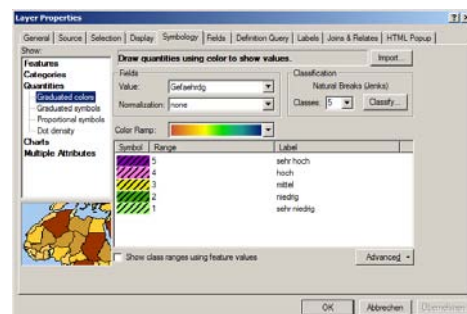 Layer Properties
General Source Selection Display Symbology Fields Definition Query Labels Joins & Relates HTML Popup
Show:
Features
Categories
Quantities
Graduated colors
Graduated symbols
Proportional symbols
Dot density
Charts
Multiple Attributes
Draw quantities using color to show values.
Import...
Fields
Value: Gefaehrdg
Normalization: none
Classification
Natural Breaks (Jenks)
Classes: 5 Classify...
Color Ramp:
Symbol Range Label
5 sehr hoch
4 hoch
3 mittel
2 niedrig
1 sehr niedrig
Show class ranges using feature values
Advanced
OK Abbrechen Übernehmen